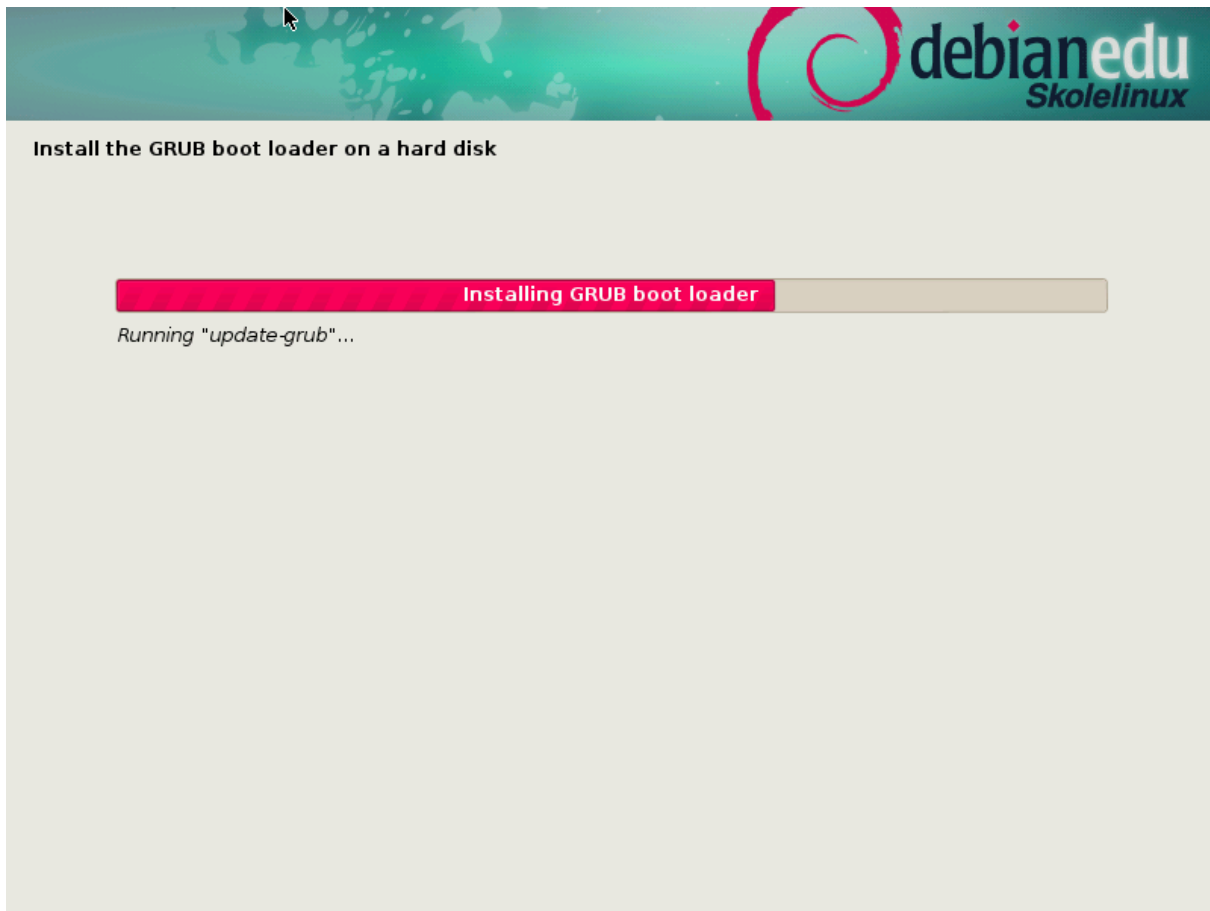 debianedu
Skolelinux
Install the GRUB boot loader on a hard disk
Installing GRUB boot loader
Running "update-grub"...